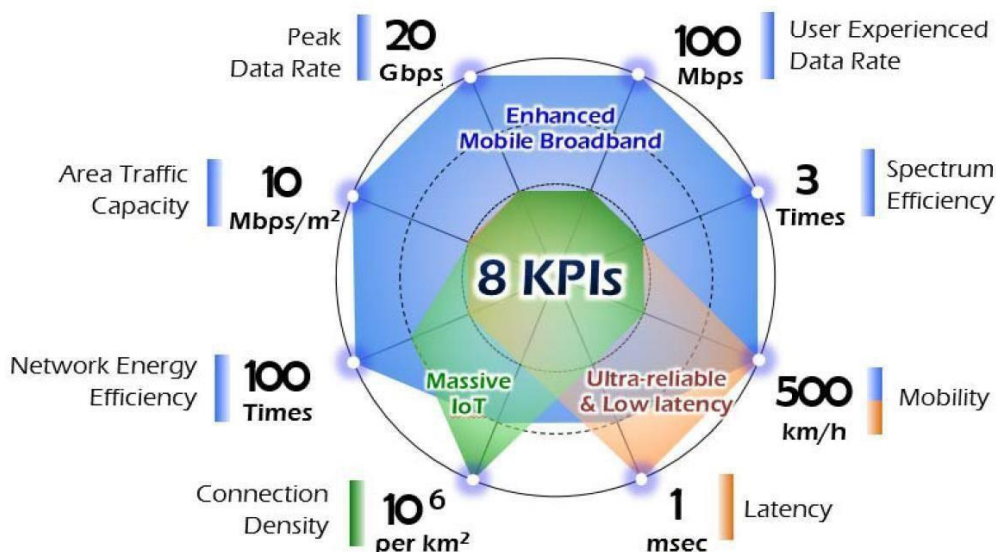 Peak
Data Rate
20
Gbps
100
Mbps
User Experienced
Data Rate
Enhanced
Mobile Broadband
Area Traffic
Capacity
10
Mbps/m²
3
Times
Spectrum
Efficiency
8 KPIs
Network Energy
Efficiency
100
Times
Massive
IoT
Ultra-reliable
& Low latency
500
km/h
Mobility
Connection
Density
10⁶
per km²
1
msec
Latency